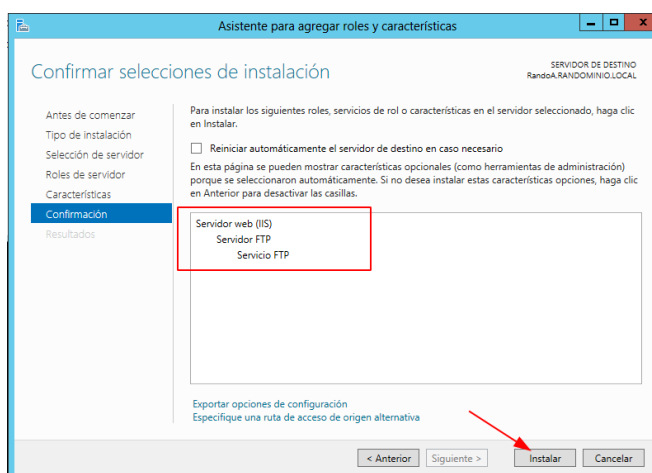 Asistente para agregar roles y características
Confirmar selecciones de instalación
SERVIDOR DE DESTINO
RandoA.RANDOMINIO.LOCAL
Antes de comenzar
Tipo de instalación
Selección de servidor
Roles de servidor
Características
Confirmación
Resultados
Para instalar los siguientes roles, servicios de rol o características en el servidor seleccionado, haga clic
en Instalar.
Reiniciar automáticamente el servidor de destino en caso necesario
En esta página se pueden mostrar características opcionales (como herramientas de administración)
porque se seleccionaron automáticamente. Si no desea instalar estas características opciones, haga clic
en Anterior para desactivar las casillas.
Servidor web (IIS)
Servidor FTP
Servicio FTP
Exportar opciones de configuración
Especifique una ruta de acceso de origen alternativa
< Anterior
Siguiente >
Instalar
Cancelar